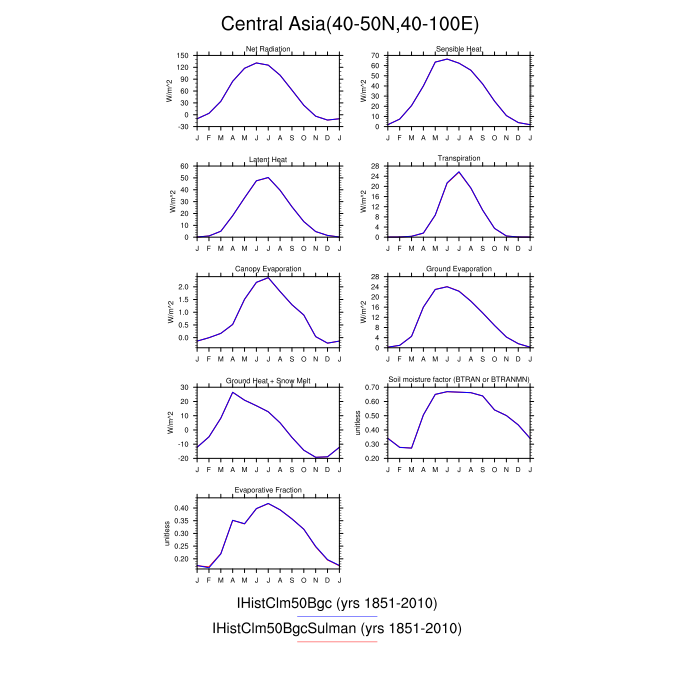 Central Asia(40-50N,40-100E)
Net Radiation
W/m^2
150
120
90
60
30
0
-30
J F M A M J J A S O N D J
Sensible Heat
W/m^2
70
60
50
40
30
20
10
0
J F M A M J J A S O N D J
Latent Heat
W/m^2
60
50
40
30
20
10
0
J F M A M J J A S O N D J
Transpiration
W/m^2
28
24
20
16
12
8
4
0
J F M A M J J A S O N D J
Canopy Evaporation
W/m^2
2.0
1.5
1.0
0.5
0.0
J F M A M J J A S O N D J
Ground Evaporation
W/m^2
28
24
20
16
12
8
4
0
J F M A M J J A S O N D J
Ground Heat + Snow Melt
W/m^2
30
20
10
0
-10
-20
J F M A M J J A S O N D J
Soil moisture factor (BTRAN or BTRANMN)
unitless
0.70
0.60
0.50
0.40
0.30
0.20
J F M A M J J A S O N D J
Evaporative Fraction
unitless
0.40
0.35
0.30
0.25
0.20
J F M A M J J A S O N D J
IHistClm50Bgc (yrs 1851-2010)
IHistClm50BgcSulman (yrs 1851-2010)